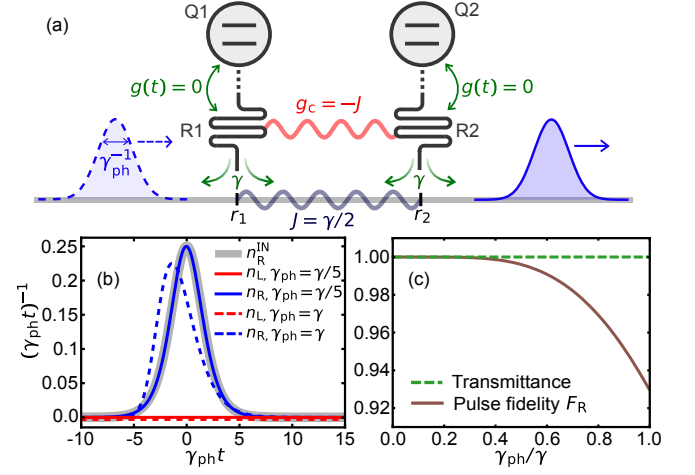 (a)
Q1
Q2
g(t) = 0
g(t) = 0
g_c = −J
R1
R2
γ_ph^−1
γ
γ
r_1
J = γ/2
r_2
(b)
n_R^IN
n_L, γ_ph = γ/5
n_R, γ_ph = γ/5
n_L, γ_ph = γ
n_R, γ_ph = γ
(γ_ph t)^−1
0.25
0.20
0.15
0.10
0.05
0.0
-10
-5
0
5
10
15
γ_ph t
(c)
1.00
0.98
0.96
0.94
0.92
Transmittance
Pulse fidelity F_R
0.0
0.2
0.4
0.6
0.8
1.0
γ_ph/γ